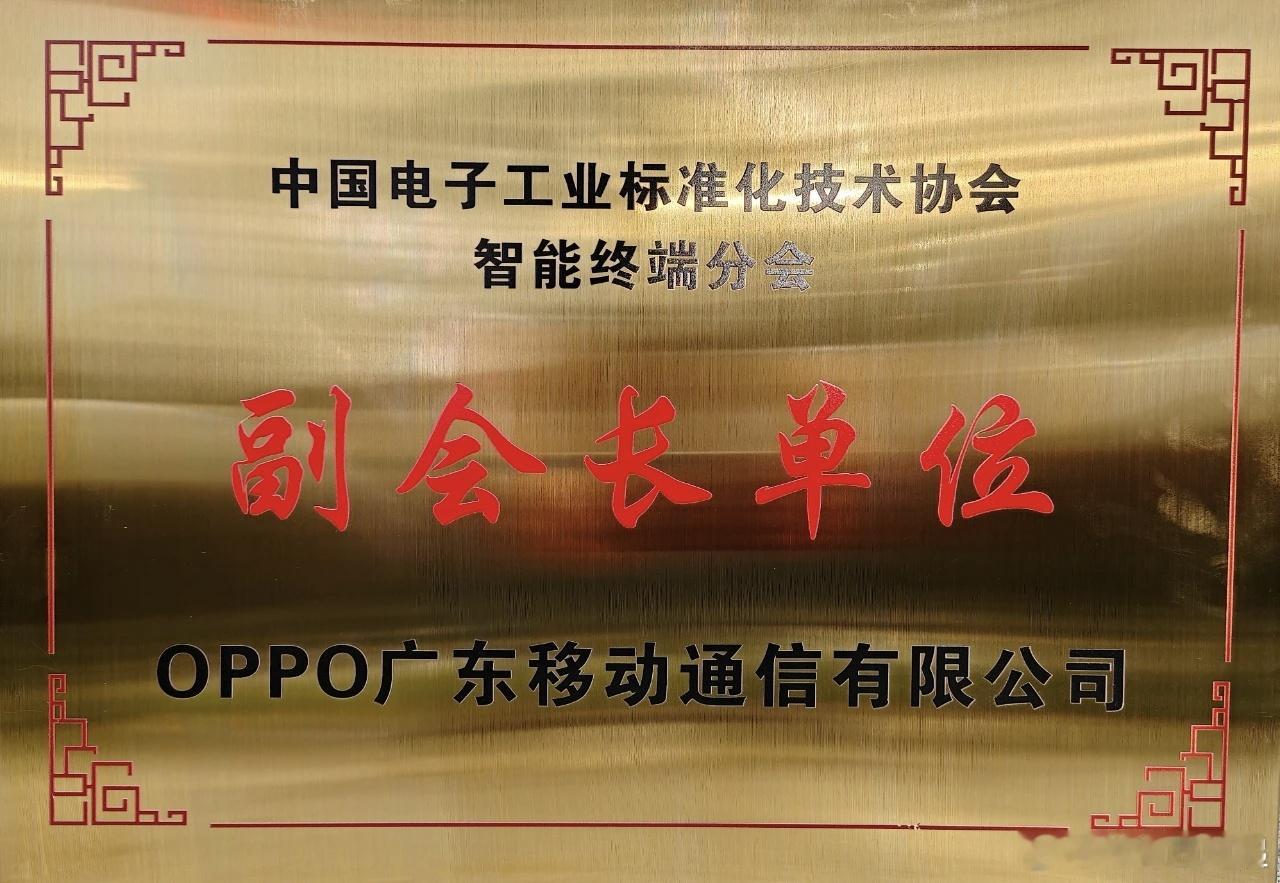 中国电子工业标准化技术协会
智能终端分会
副会长单位
OPPO广东移动通信有限公司